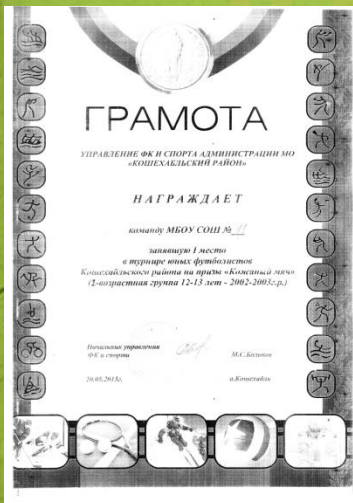 ГРАМОТА
УПРАВЛЕНИЕ ФК И СПОРТА АДМИНИСТРАЦИИ МО
«КОШЕХАБЛЬСКИЙ РАЙОН»
НАГРАЖДАЕТ
команду МБОУ СОШ № 11
занявшую I место
в турнире юных футболистов
Кошехабльского района на призы «Кожаный мяч»
(2-возрастная группа 12-13 лет - 2002-2003г.р.)
Начальник управления
ФК и спорта М.С.
.05.2015г. а.Кошехабль